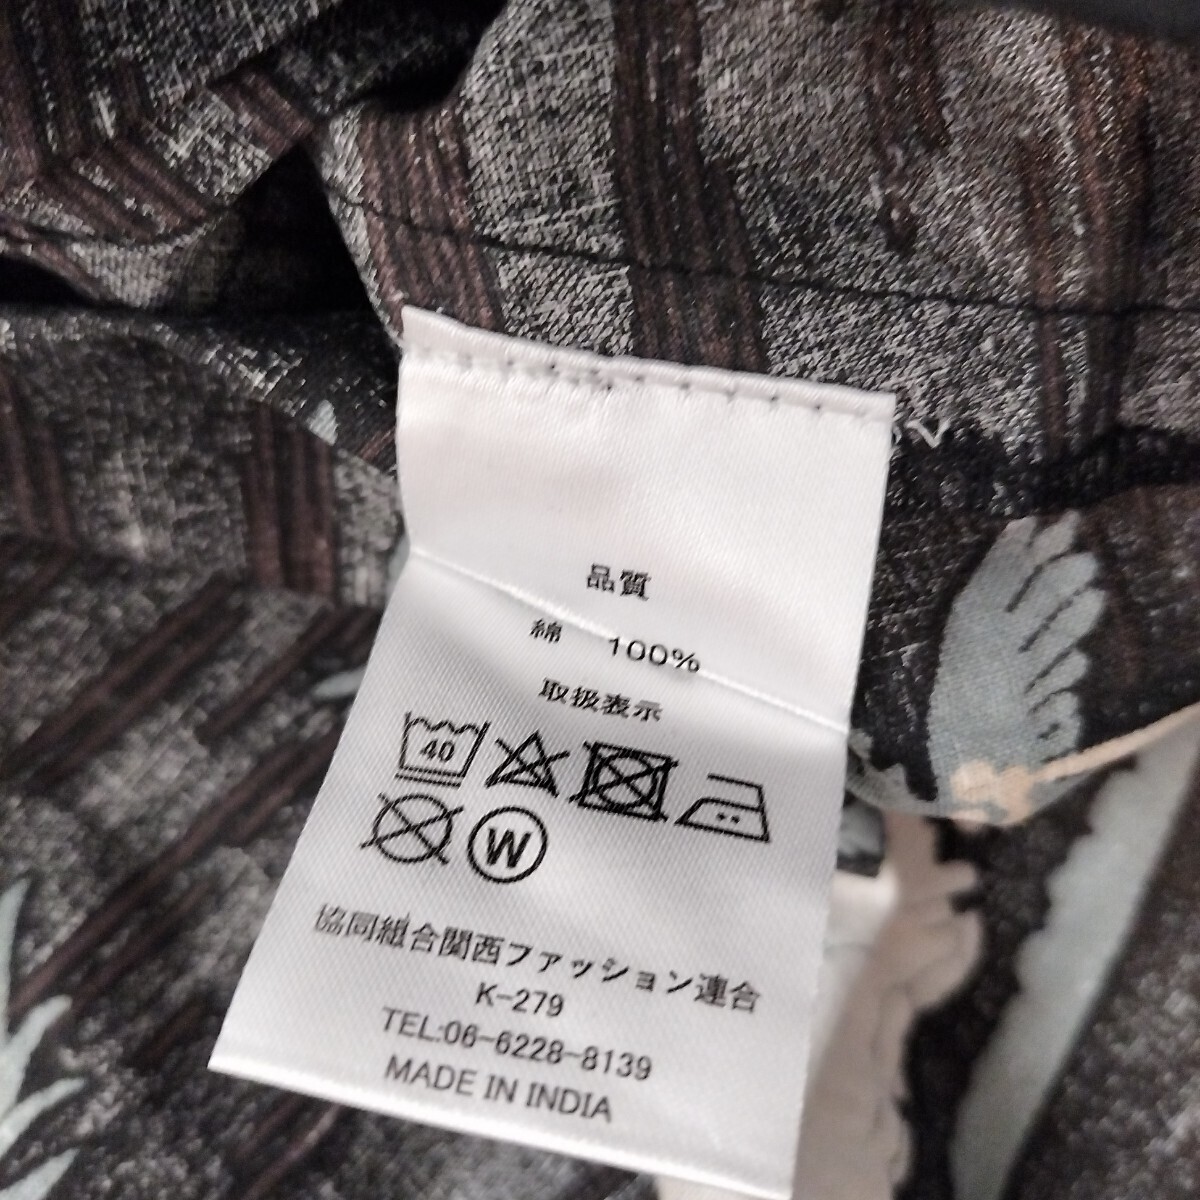 品質
綿 100%
取扱表示
40
W
協同組合関西ファッション連合
K-279
TEL:06-6228-8139
MADE IN INDIA